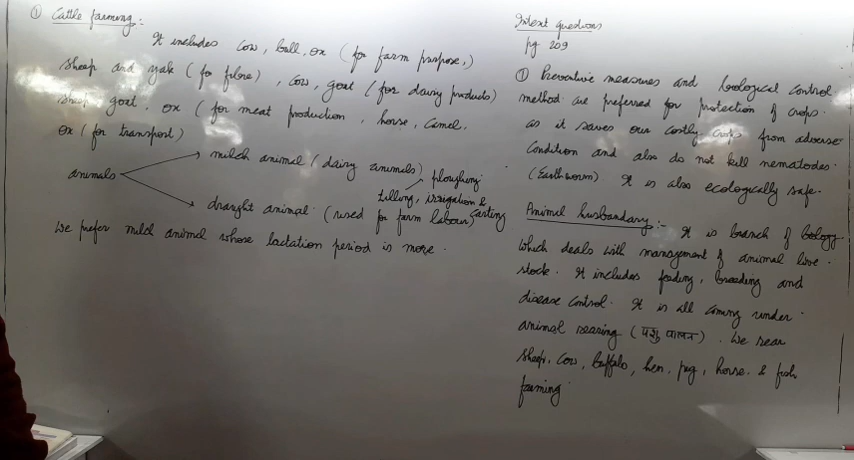 ① Cattle farming :-
It includes Cow, bull, ox ( for farm purpose,)
Sheep and yak ( for fibre) , Cow, goat ( for dairy products)
Sheep goat, ox ( for meat production , horse, Camel,
ox ( for transport)
animals
milch animal ( dairy animals)
ploughing
tilling, irrigation &
Carting
draught animal (used for farm labour)
We prefer milch animal whose lactation period is more.
Intext questions
pg 209
① Preventive measures and biological control
method are preferred for protection of crops.
as it saves our costly crops from adverse
Condition and also do not kill nematodes.
(Earthworm) It is also ecologically safe.
Animal husbandary :- It is branch of biology
which deals with management of animal live
stock. It includes feeding, breeding and
disease control. It is all coming under
animal rearing (पशु पालन) . We rear
Sheep, Cow, buffalo, hen, pig, horse & fish
farming